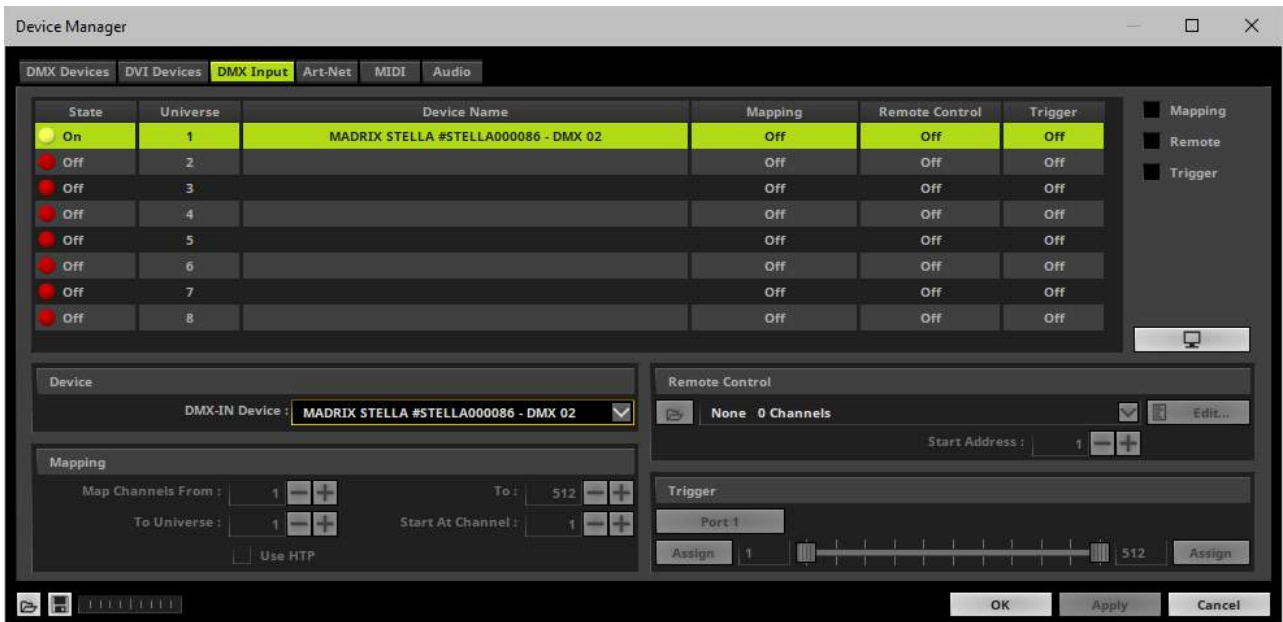 Device Manager
DMX Devices DVI Devices DMX Input Art-Net MIDI Audio
State Universe Device Name Mapping Remote Control Trigger
On 1 MADRIX STELLA #STELLA000086 - DMX 02 Off Off Off
Off 2 Off Off Off
Off 3 Off Off Off
Off 4 Off Off Off
Off 5 Off Off Off
Off 6 Off Off Off
Off 7 Off Off Off
Off 8 Off Off Off
Mapping
Remote
Trigger
Device
DMX-IN Device : MADRIX STELLA #STELLA000086 - DMX 02
Mapping
Map Channels From : 1 To : 512
To Universe : 1 Start At Channel : 1
Use HTP
Remote Control
None 0 Channels Edit...
Start Address : 1
Trigger
Port 1
Assign 1 512 Assign
OK Apply Cancel